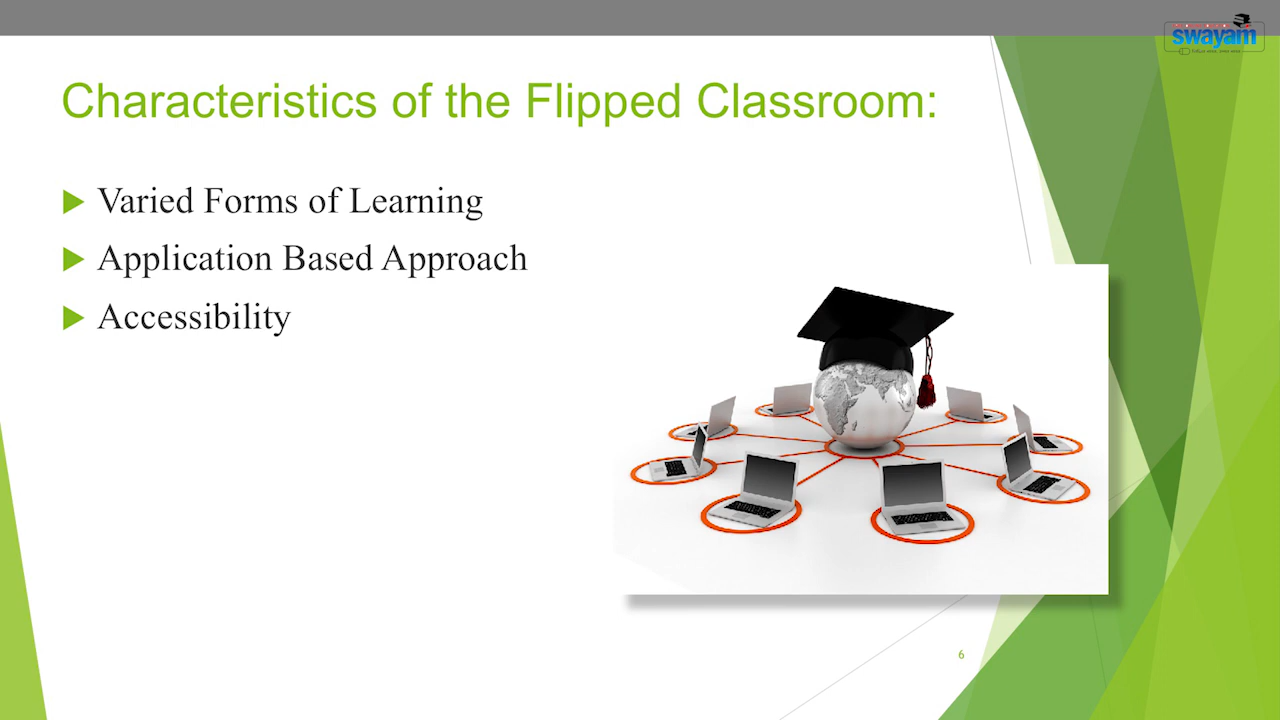 swayam
Characteristics of the Flipped Classroom:
Varied Forms of Learning
Application Based Approach
Accessibility
6